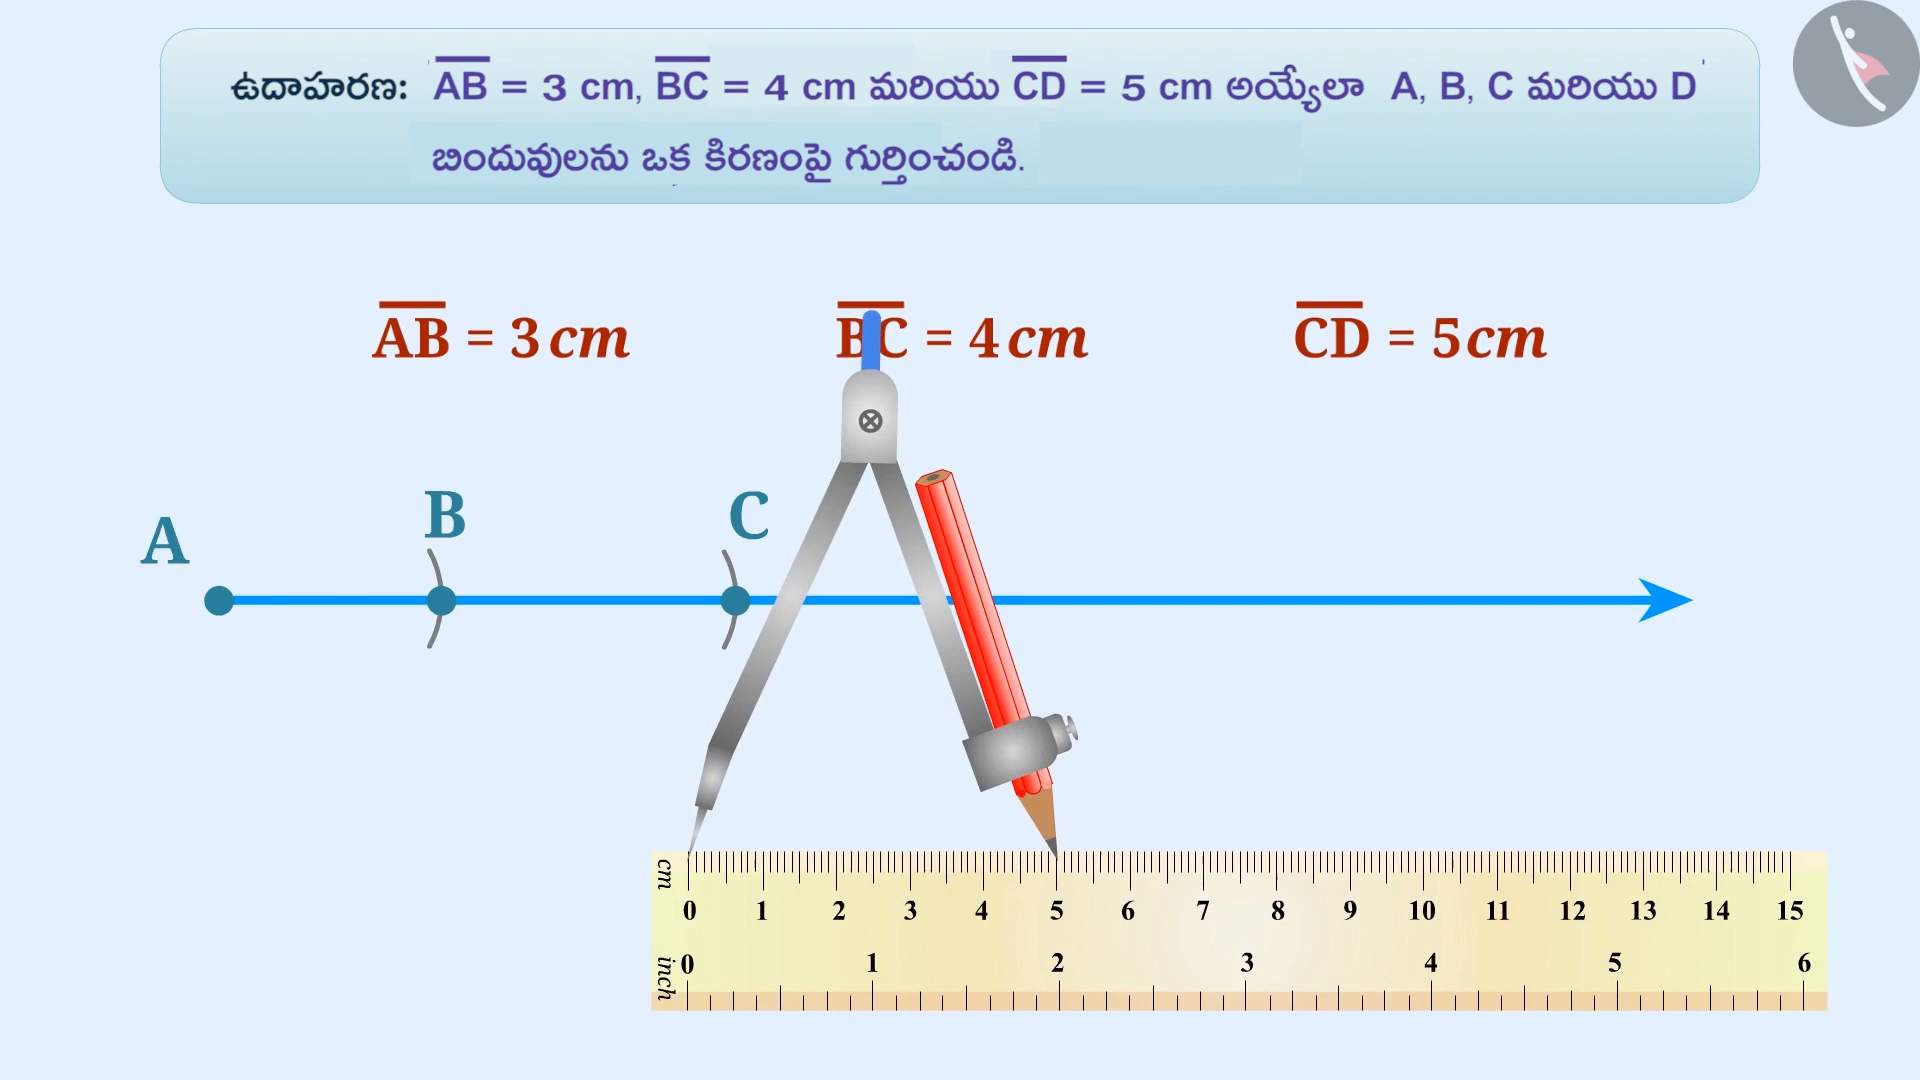 ఉదాహరణ: AB = 3 cm, BC = 4 cm మరియు CD = 5 cm అయ్యేలా A, B, C మరియు D
బిందువులను ఒక కిరణంపై గుర్తించండి.
AB = 3 cm BC = 4 cm CD = 5 cm
A B C
cm 0 1 2 3 4 5 6 7 8 9 10 11 12 13 14 15
inch 0 1 2 3 4 5 6